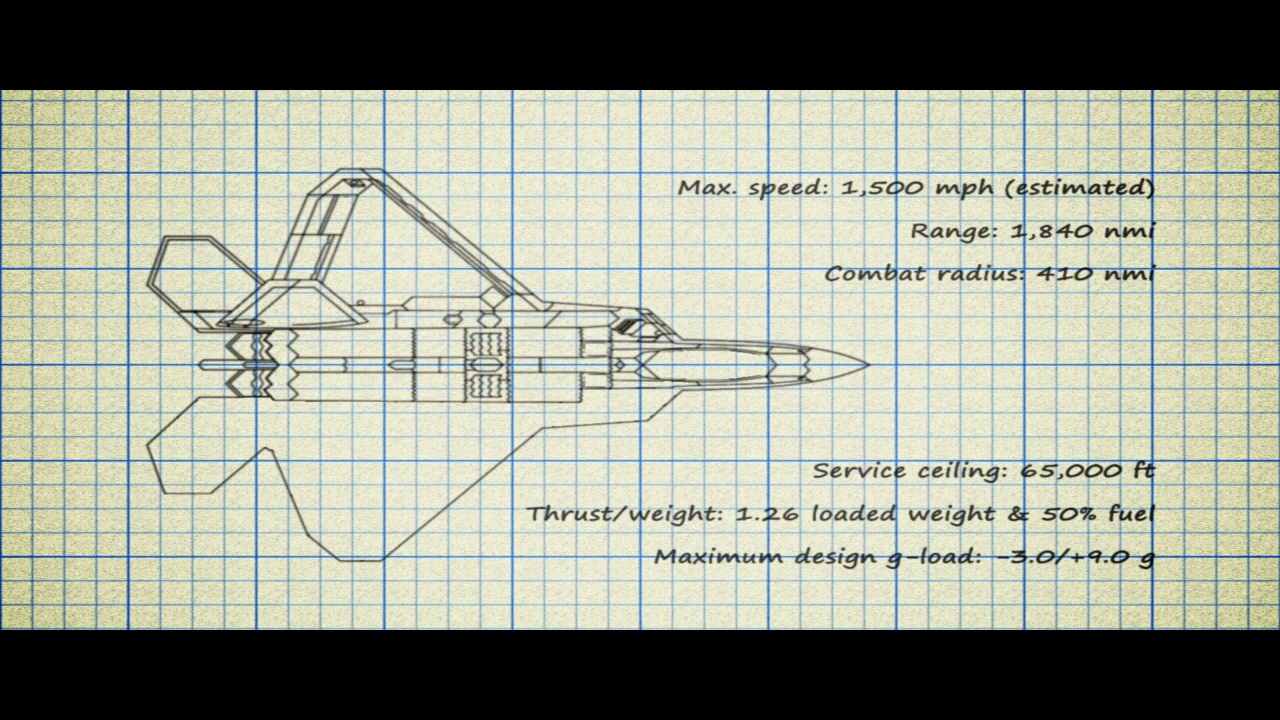 Max. speed: 1,500 mph (estimated)
Range: 1,840 nmi
Combat radius: 410 nmi
Service ceiling: 65,000 ft
Thrust/weight: 1.26 loaded weight & 50% fuel
Maximum design g-load: -3.0/+9.0 g